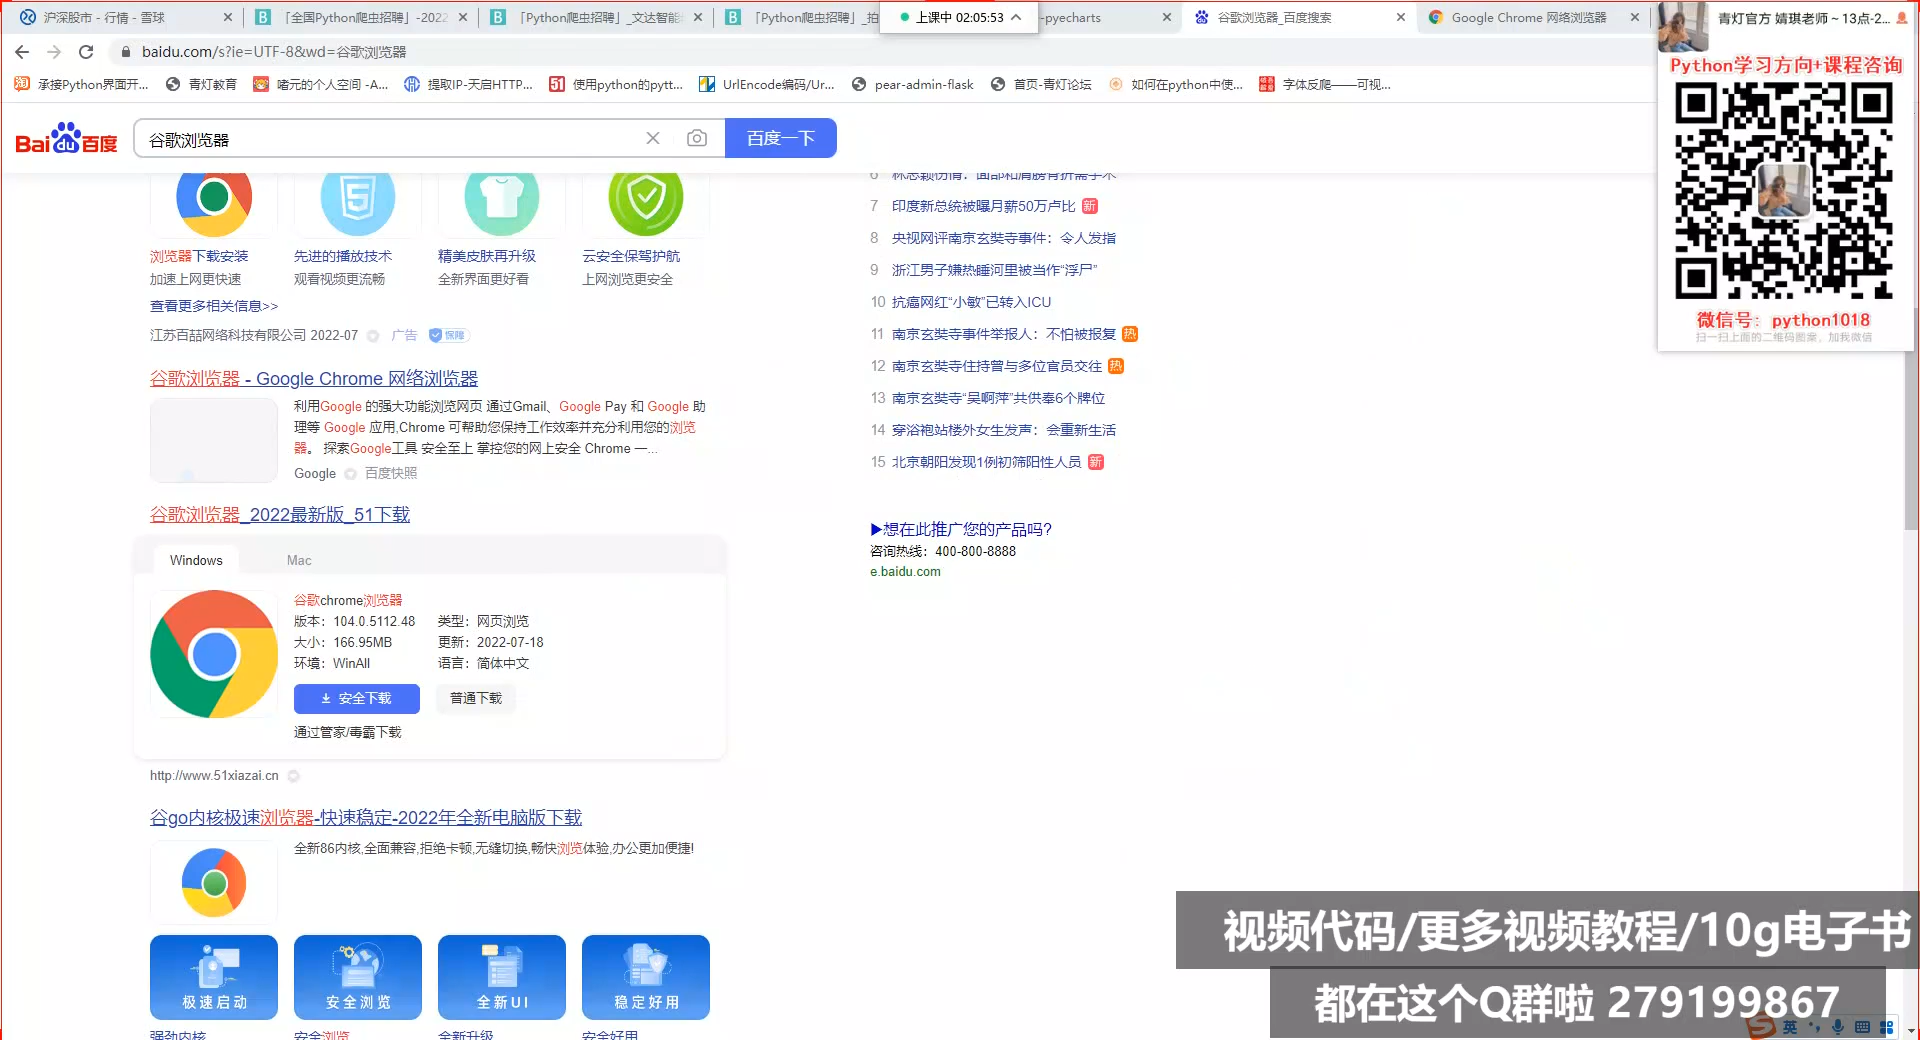 沪深股市 - 行情 - 雪球
「全国Python爬虫招聘」-2022
「Python爬虫招聘」_文达智能
「Python爬虫招聘」_拍
上课中 02:05:53
-pyecharts
谷歌浏览器_百度搜索
Google Chrome 网络浏览器
青灯官方 婧琪老师 ~ 13点-2...
baidu.com/s?ie=UTF-8&wd=谷歌浏览器
承接Python界面开...
青灯教育
啫元的个人空间 -A...
提取IP-天启HTTP...
使用python的pytt...
UrlEncode编码/Ur...
pear-admin-flask
首页-青灯论坛
如何在python中使...
字体反爬——可视...
Python学习方向+课程咨询
微信号: python1018
扫一扫上面的二维码图案，加我微信
Bai du 百度
谷歌浏览器
百度一下
浏览器下载安装
先进的播放技术
精美皮肤再升级
云安全保驾护航
加速上网更快速
观看视频更流畅
全新界面更好看
上网浏览更安全
查看更多相关信息>>
江苏百喆网络科技有限公司 2022-07 广告 保障
谷歌浏览器 - Google Chrome 网络浏览器
利用Google 的强大功能浏览网页 通过Gmail、Google Pay 和 Google 助
理等 Google 应用,Chrome 可帮助您保持工作效率并充分利用您的浏览
器。 探索Google工具 安全至上 掌控您的网上安全 Chrome 一...
Google 百度快照
谷歌浏览器_2022最新版_51下载
Windows
Mac
谷歌chrome浏览器
版本: 104.0.5112.48 类型: 网页浏览
大小: 166.95MB 更新: 2022-07-18
环境: WinAll 语言: 简体中文
安全下载
普通下载
通过管家/毒霸下载
http://www.51xiazai.cn
谷go内核极速浏览器-快速稳定-2022年全新电脑版下载
全新86内核,全面兼容,拒绝卡顿,无缝切换,畅快浏览体验,办公更加便捷!
极速启动
安全浏览
全新UI
稳定好用
强劲内核
安全浏览
全新升级
安全好用
6 林志颖伤情: 面部和肩膀骨折需手术
7 印度新总统被曝月薪50万卢比 新
8 央视网评南京玄奘寺事件: 令人发指
9 浙江男子嫌热睡河里被当作“浮尸”
10 抗癌网红“小敏”已转入ICU
11 南京玄奘寺事件举报人: 不怕被报复 热
12 南京玄奘寺住持曾与多位官员交往 热
13 南京玄奘寺“吴啊萍”共供奉6个牌位
14 穿浴袍站楼外女生发声: 会重新生活
15 北京朝阳发现1例初筛阳性人员 新
▶想在此推广您的产品吗?
咨询热线: 400-800-8888
e.baidu.com
视频代码/更多视频教程/10g电子书
都在这个Q群啦 279199867
英